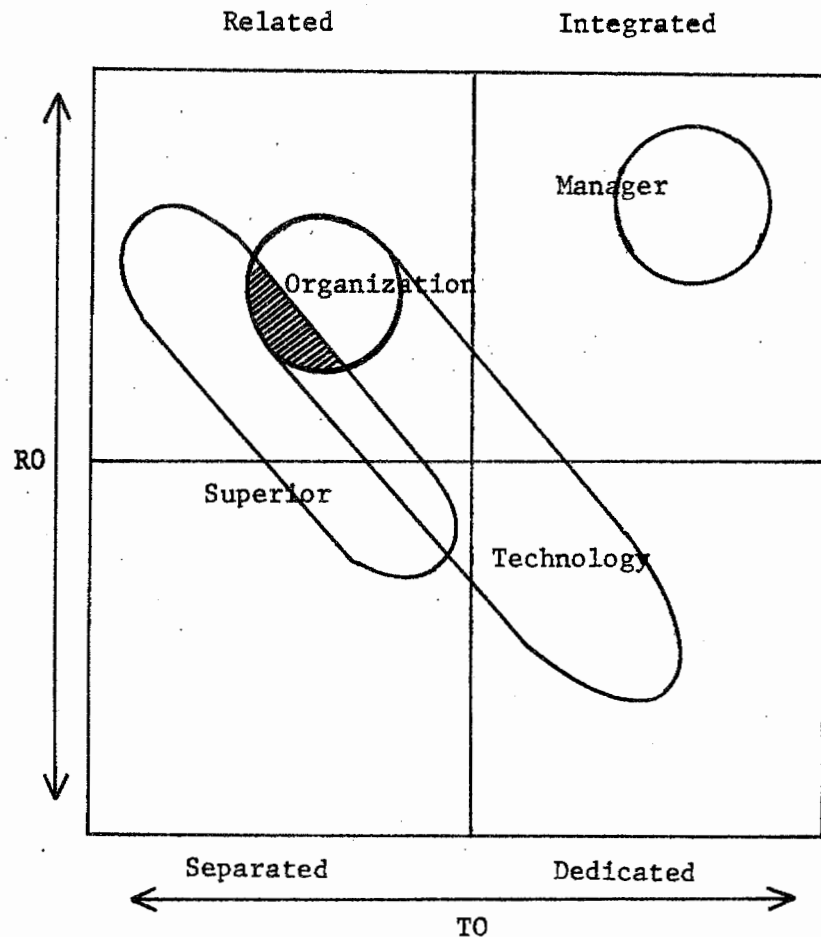 Related
Integrated
Manager
Organization
RO
Superior
Technology
Separated
Dedicated
TO